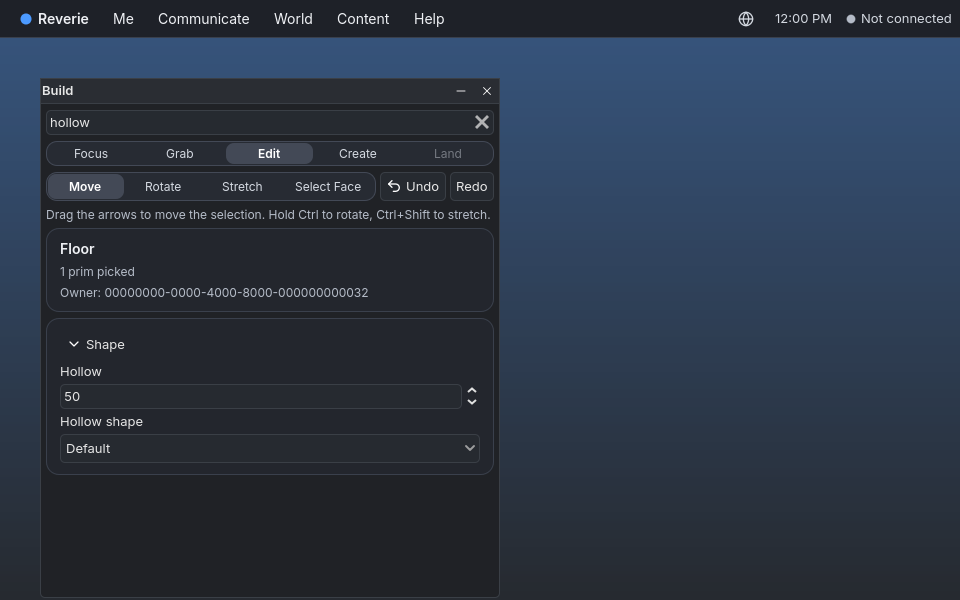 Reverie Me Communicate World Content Help 12:00 PM Not connected
Build
hollow
Focus Grab Edit Create Land
Move Rotate Stretch Select Face Undo Redo
Drag the arrows to move the selection. Hold Ctrl to rotate, Ctrl+Shift to stretch.
Floor
1 prim picked
Owner: 00000000-0000-4000-8000-000000000032
Shape
Hollow
50
Hollow shape
Default